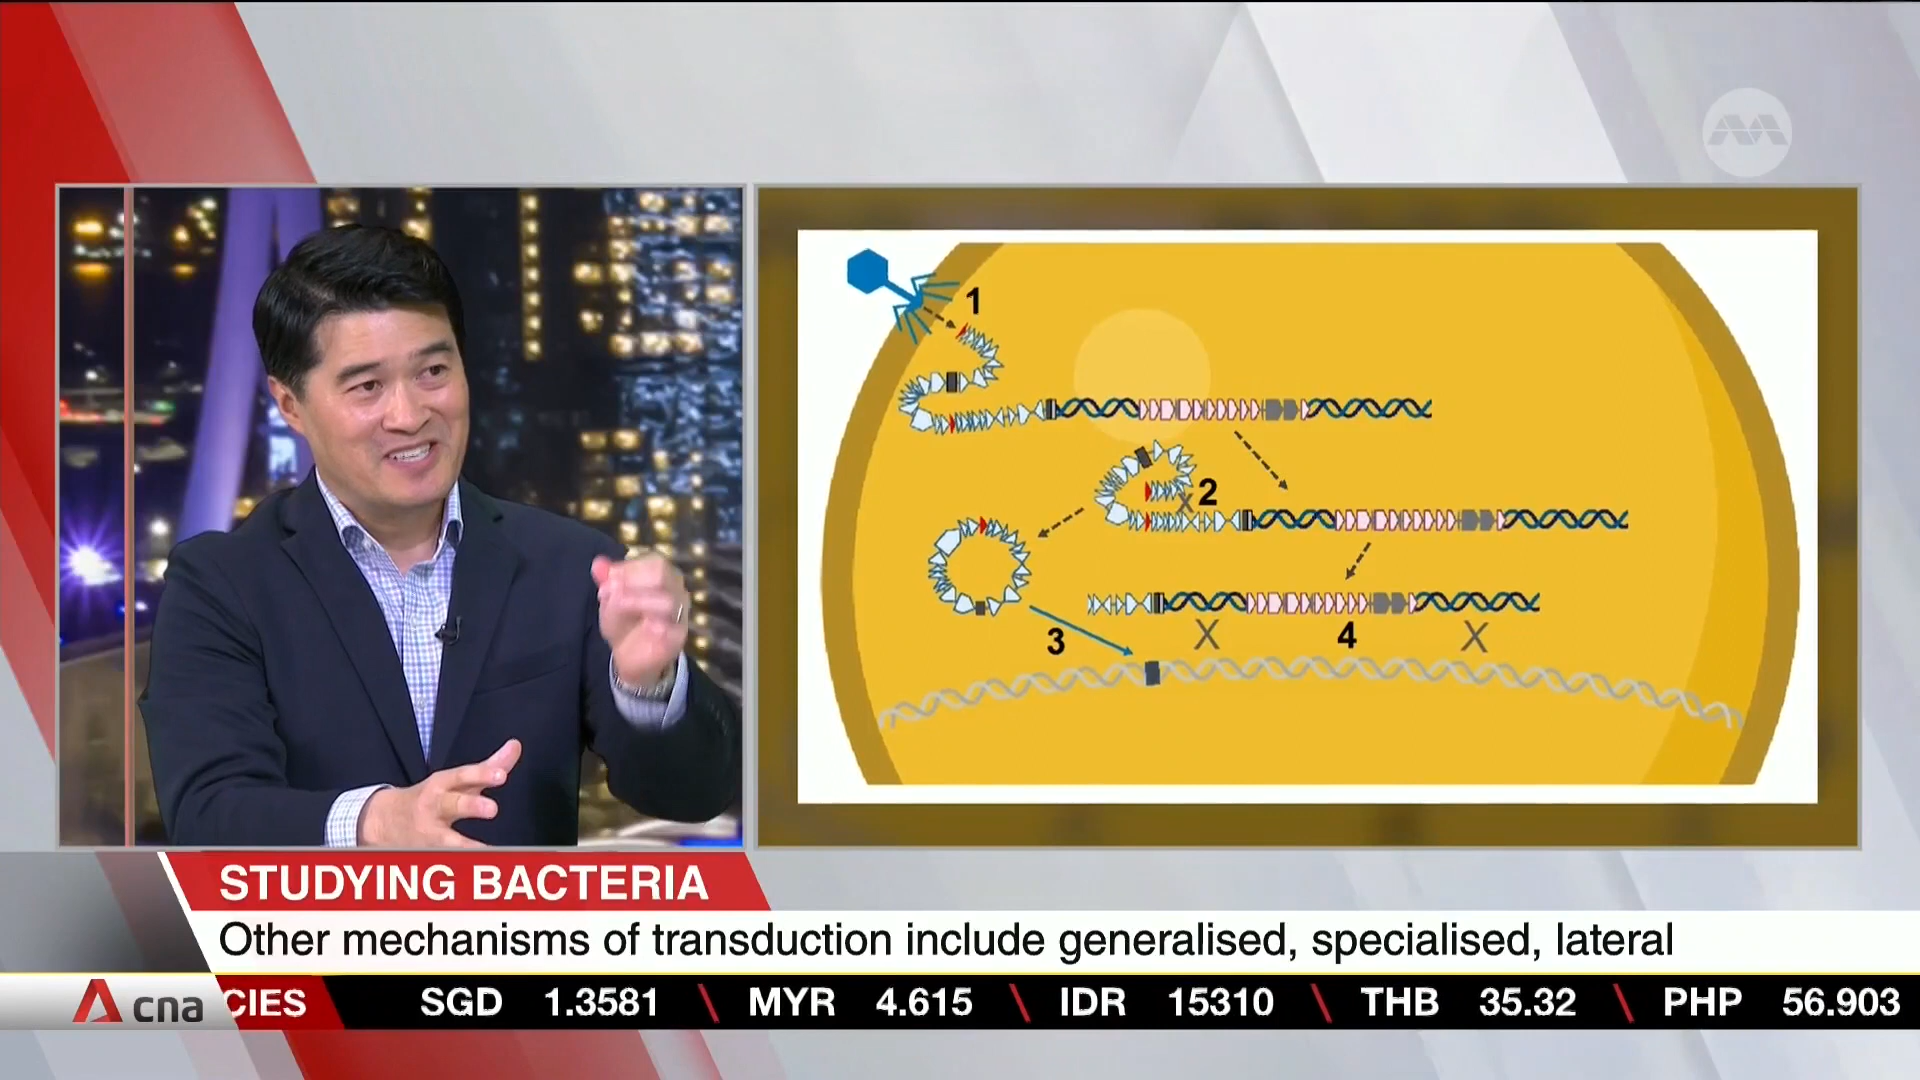 1
2
3
4
X
X
X
STUDYING BACTERIA
Other mechanisms of transduction include generalised, specialised, lateral
cna
CIES SGD 1.3581 \ MYR 4.615 \ IDR 15310 \ THB 35.32 \ PHP 56.903